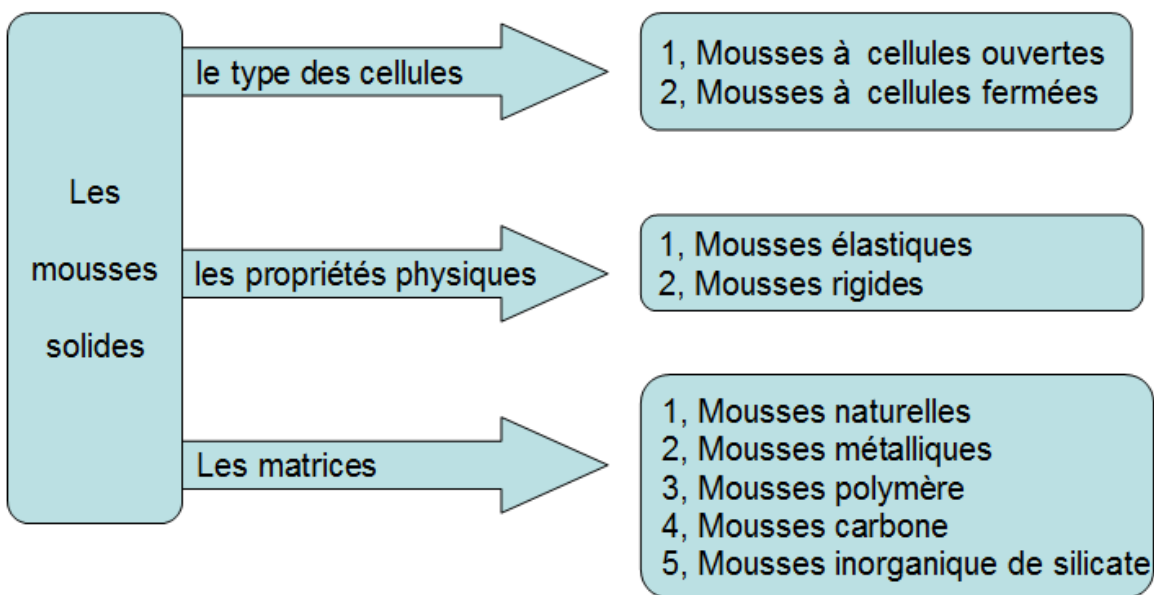 Les
mousses
solides
le type des cellules
1, Mousses à cellules ouvertes
2, Mousses à cellules fermées
les propriétés physiques
1, Mousses élastiques
2, Mousses rigides
Les matrices
1, Mousses naturelles
2, Mousses métalliques
3, Mousses polymère
4, Mousses carbone
5, Mousses inorganique de silicate